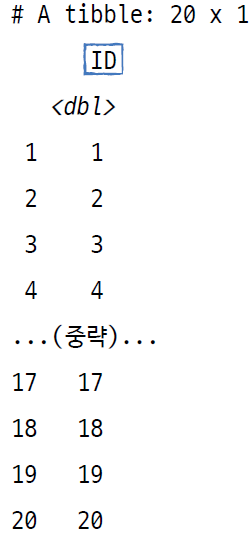 # A tibble: 20 x 1
ID
<dbl>
1 1
2 2
3 3
4 4
...(중략)...
17 17
18 18
19 19
20 20